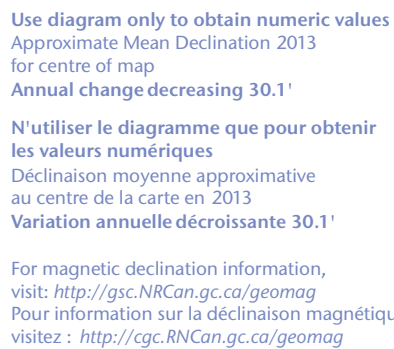 Use diagram only to obtain numeric values
Approximate Mean Declination 2013
for centre of map
Annual change decreasing 30.1'
N'utiliser le diagramme que pour obtenir
les valeurs numériques
Déclinaison moyenne approximative
au centre de la carte en 2013
Variation annuelle décroissante 30.1'
For magnetic declination information,
visit: http://gsc.NRCan.gc.ca/geomag
Pour information sur la déclinaison magnétiqu
visitez : http://cgc.RNCan.gc.ca/geomag